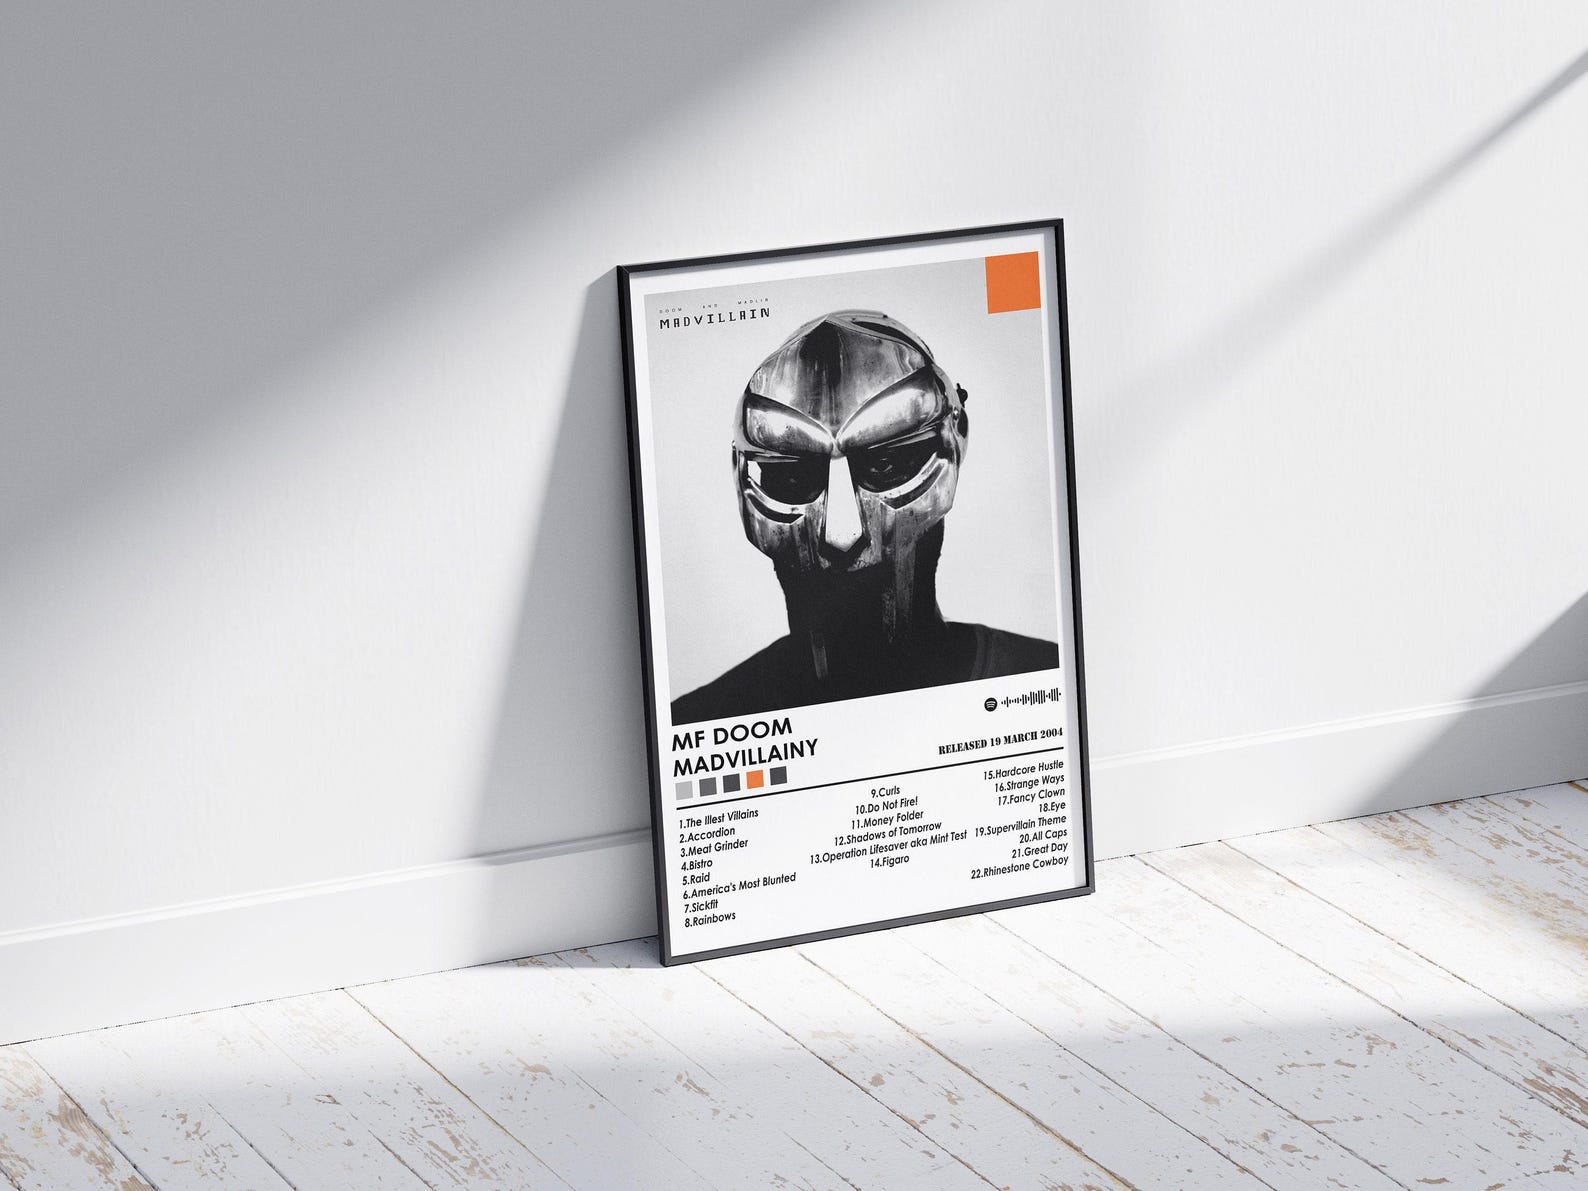 DOOM AND MADLIB
MADVILLAIN
MF DOOM
MADVILLAINY
RELEASED 19 MARCH 2004
1.The Illest Villains
2.Accordion
3.Meat Grinder
4.Bistro
5.Raid
6.America's Most Blunted
7.Sickfit
8.Rainbows
9.Curls
10.Do Not Fire!
11.Money Folder
12.Shadows of Tomorrow
13.Operation Lifesaver aka Mint Test
14.Figaro
15.Hardcore Hustle
16.Strange Ways
17.Fancy Clown
18.Eye
19.Supervillain Theme
20.All Caps
21.Great Day
22.Rhinestone Cowboy